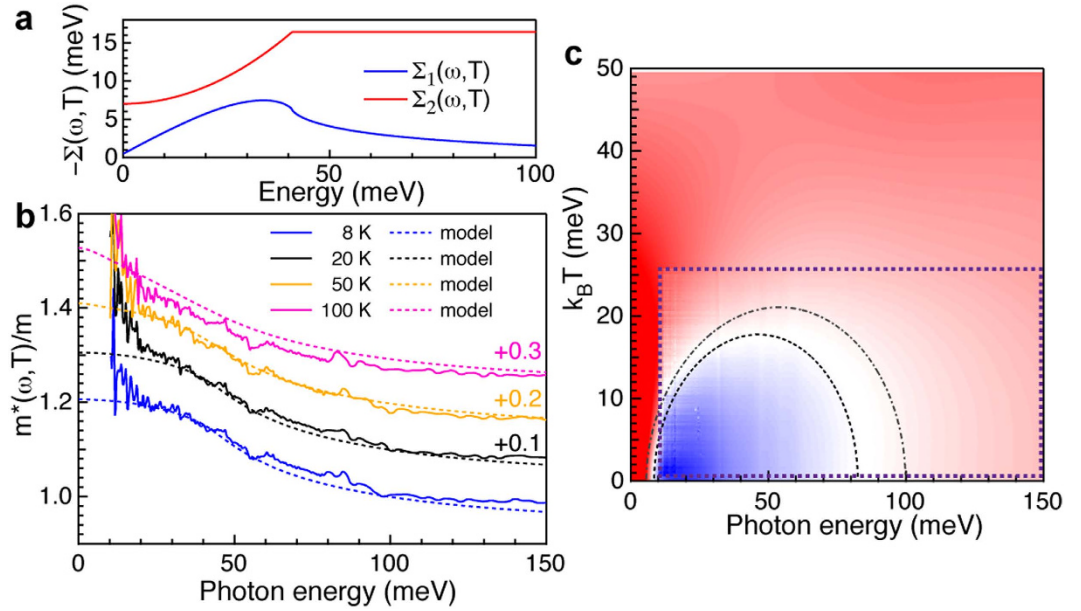 a
−Σ(ω,T) (meV)
15
10
5
0
Σ₁(ω,T)
Σ₂(ω,T)
0
50
100
Energy (meV)
b
m*(ω,T)/m
1.6
1.4
1.2
1.0
8 K model
20 K model
50 K model
100 K model
+0.3
+0.2
+0.1
0
50
100
150
Photon energy (meV)
c
k_BT (meV)
50
40
30
20
10
0
0
50
100
150
Photon energy (meV)